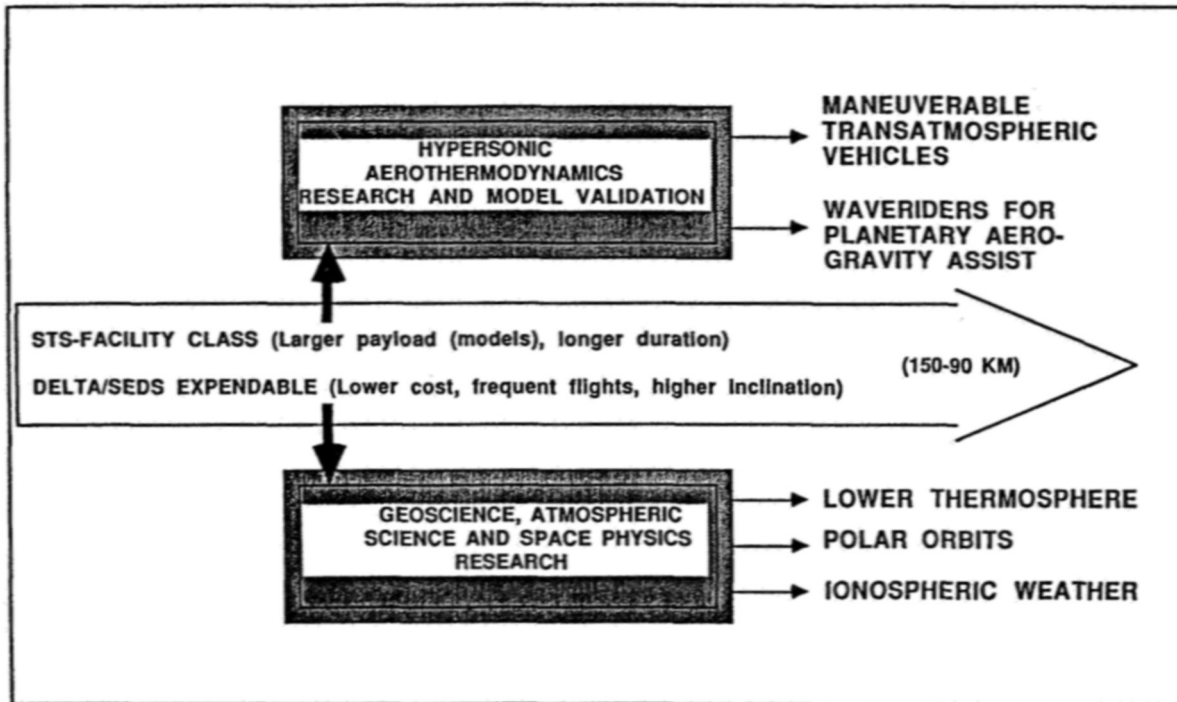 HYPERSONIC
AEROTHERMODYNAMICS
RESEARCH AND MODEL VALIDATION
MANEUVERABLE
TRANSATMOSPHERIC
VEHICLES
WAVERIDERS FOR
PLANETARY AERO-
GRAVITY ASSIST
STS-FACILITY CLASS (Larger payload (models), longer duration)
DELTA/SEDS EXPENDABLE (Lower cost, frequent flights, higher inclination)
(150-90 KM)
GEOSCIENCE, ATMOSPHERIC
SCIENCE AND SPACE PHYSICS
RESEARCH
LOWER THERMOSPHERE
POLAR ORBITS
IONOSPHERIC WEATHER